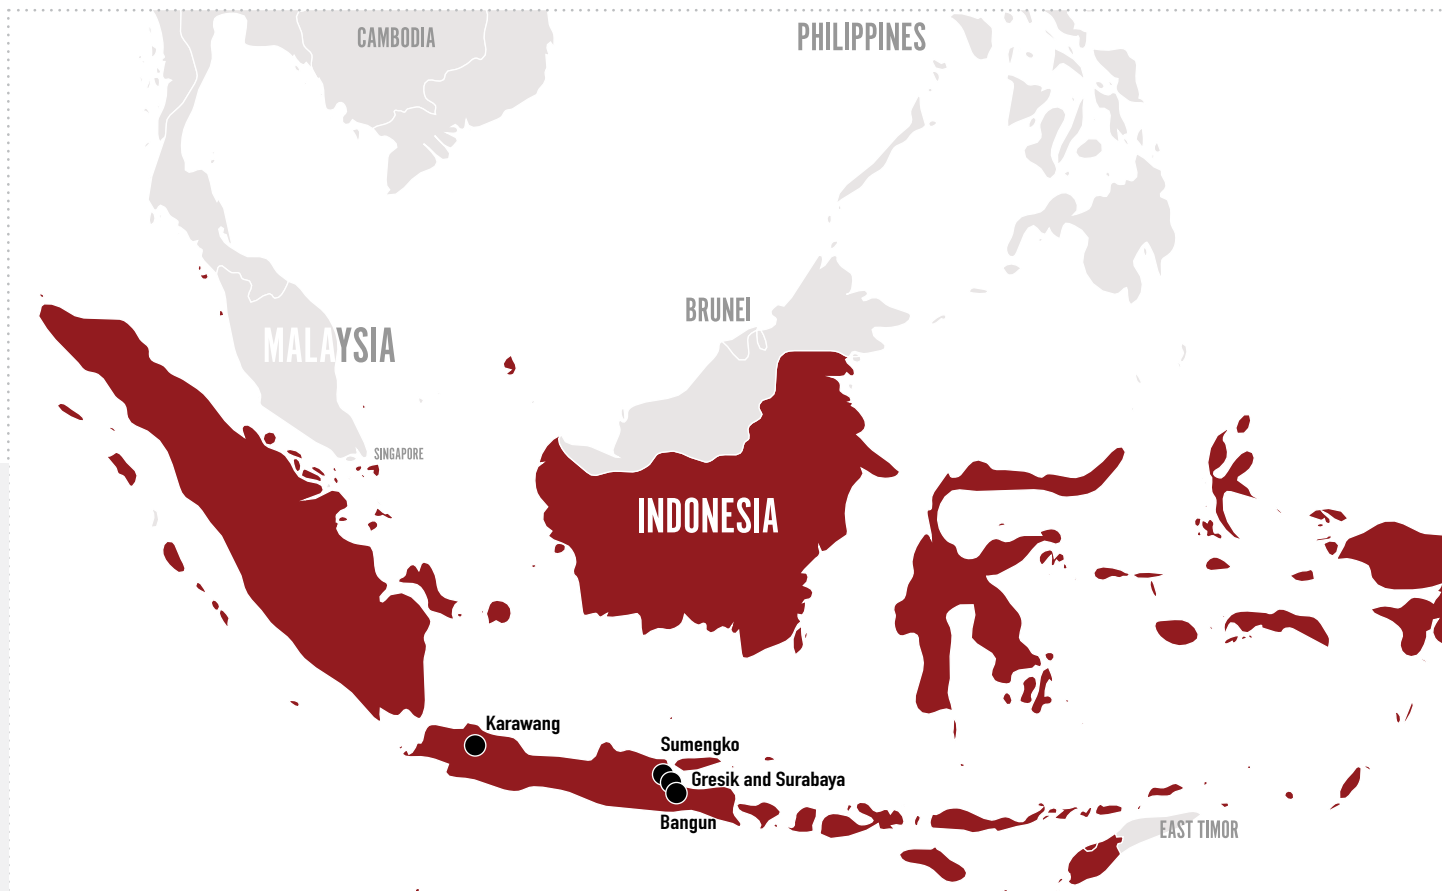 CAMBODIA
PHILIPPINES
BRUNEI
MALAYSIA
SINGAPORE
INDONESIA
Karawang
Sumengko
Gresik and Surabaya
Bangun
EAST TIMOR